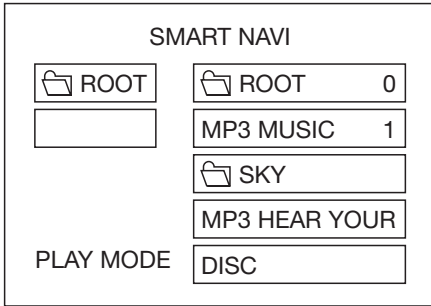 SMART NAVI
ROOT ROOT 0
MP3 MUSIC 1
SKY
MP3 HEAR YOUR
PLAY MODE DISC